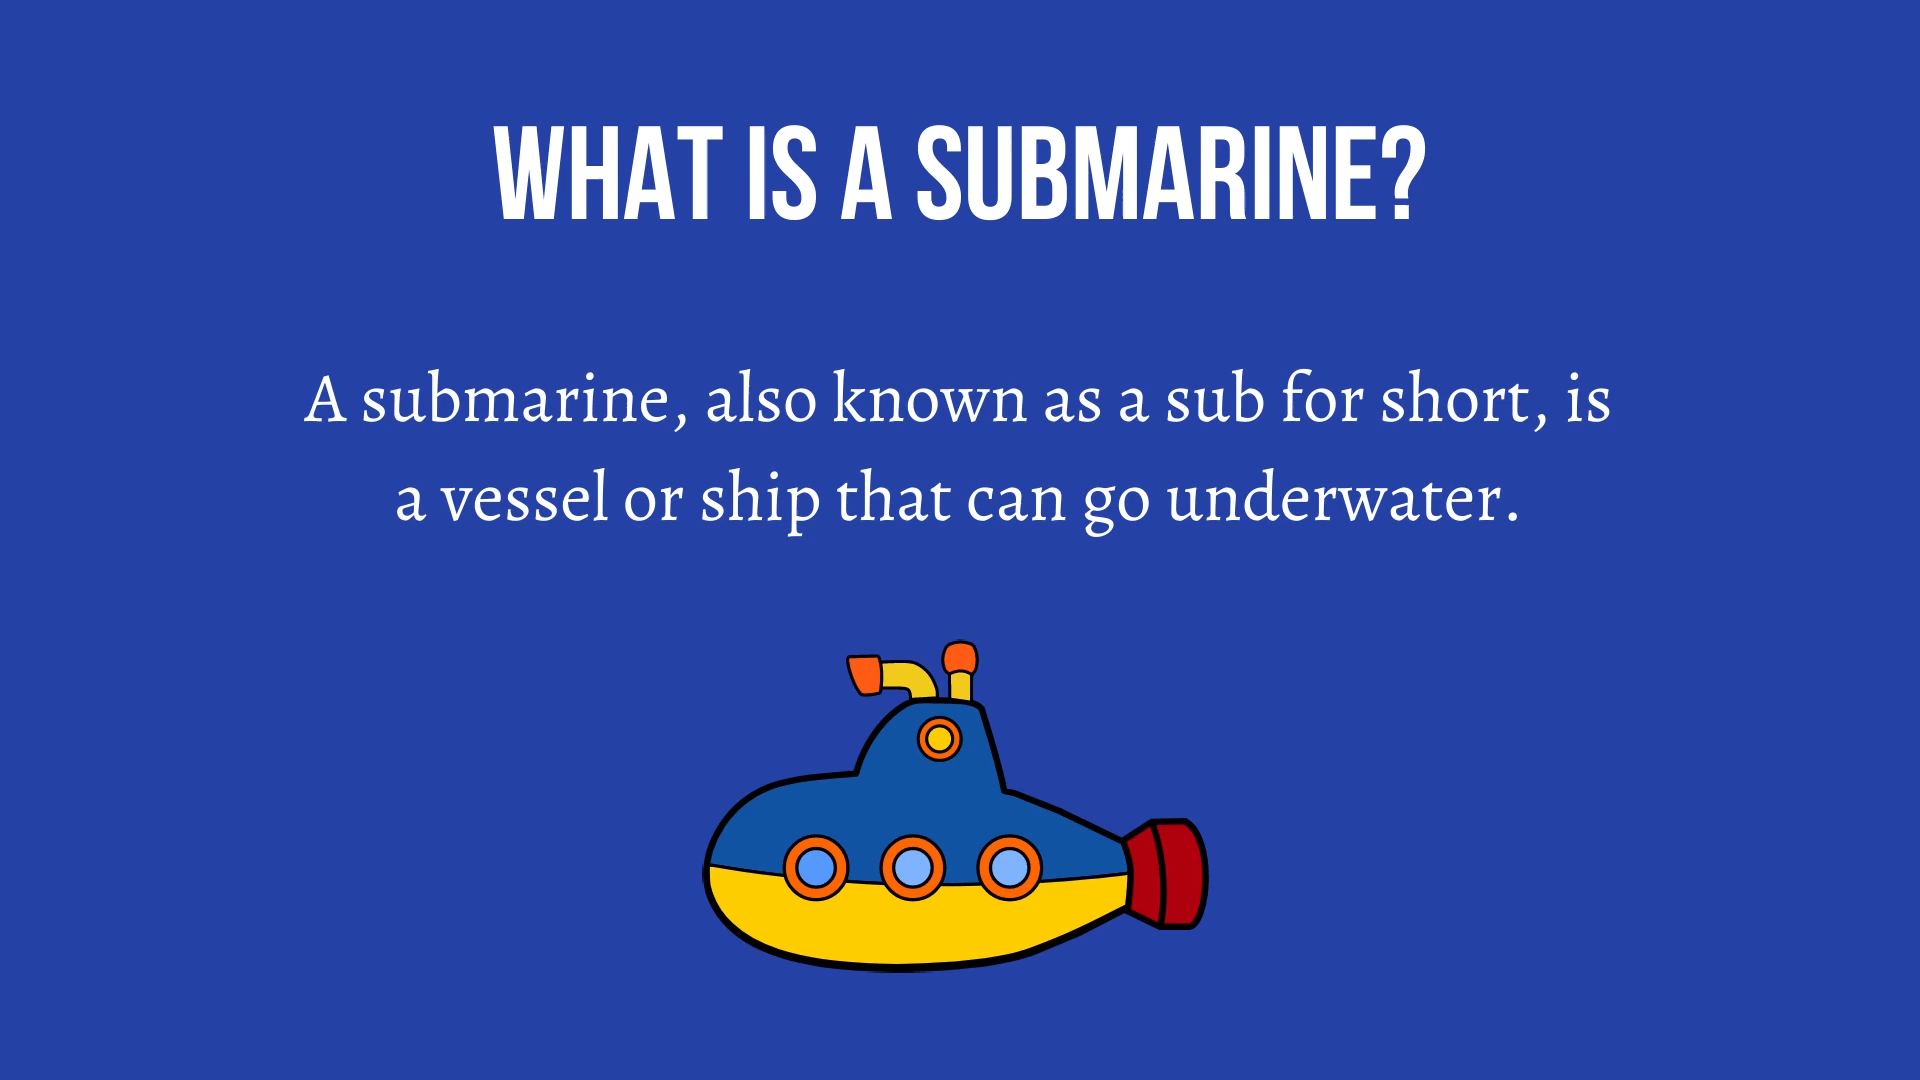 WHAT IS A SUBMARINE?
A submarine, also known as a sub for short, is
a vessel or ship that can go underwater.